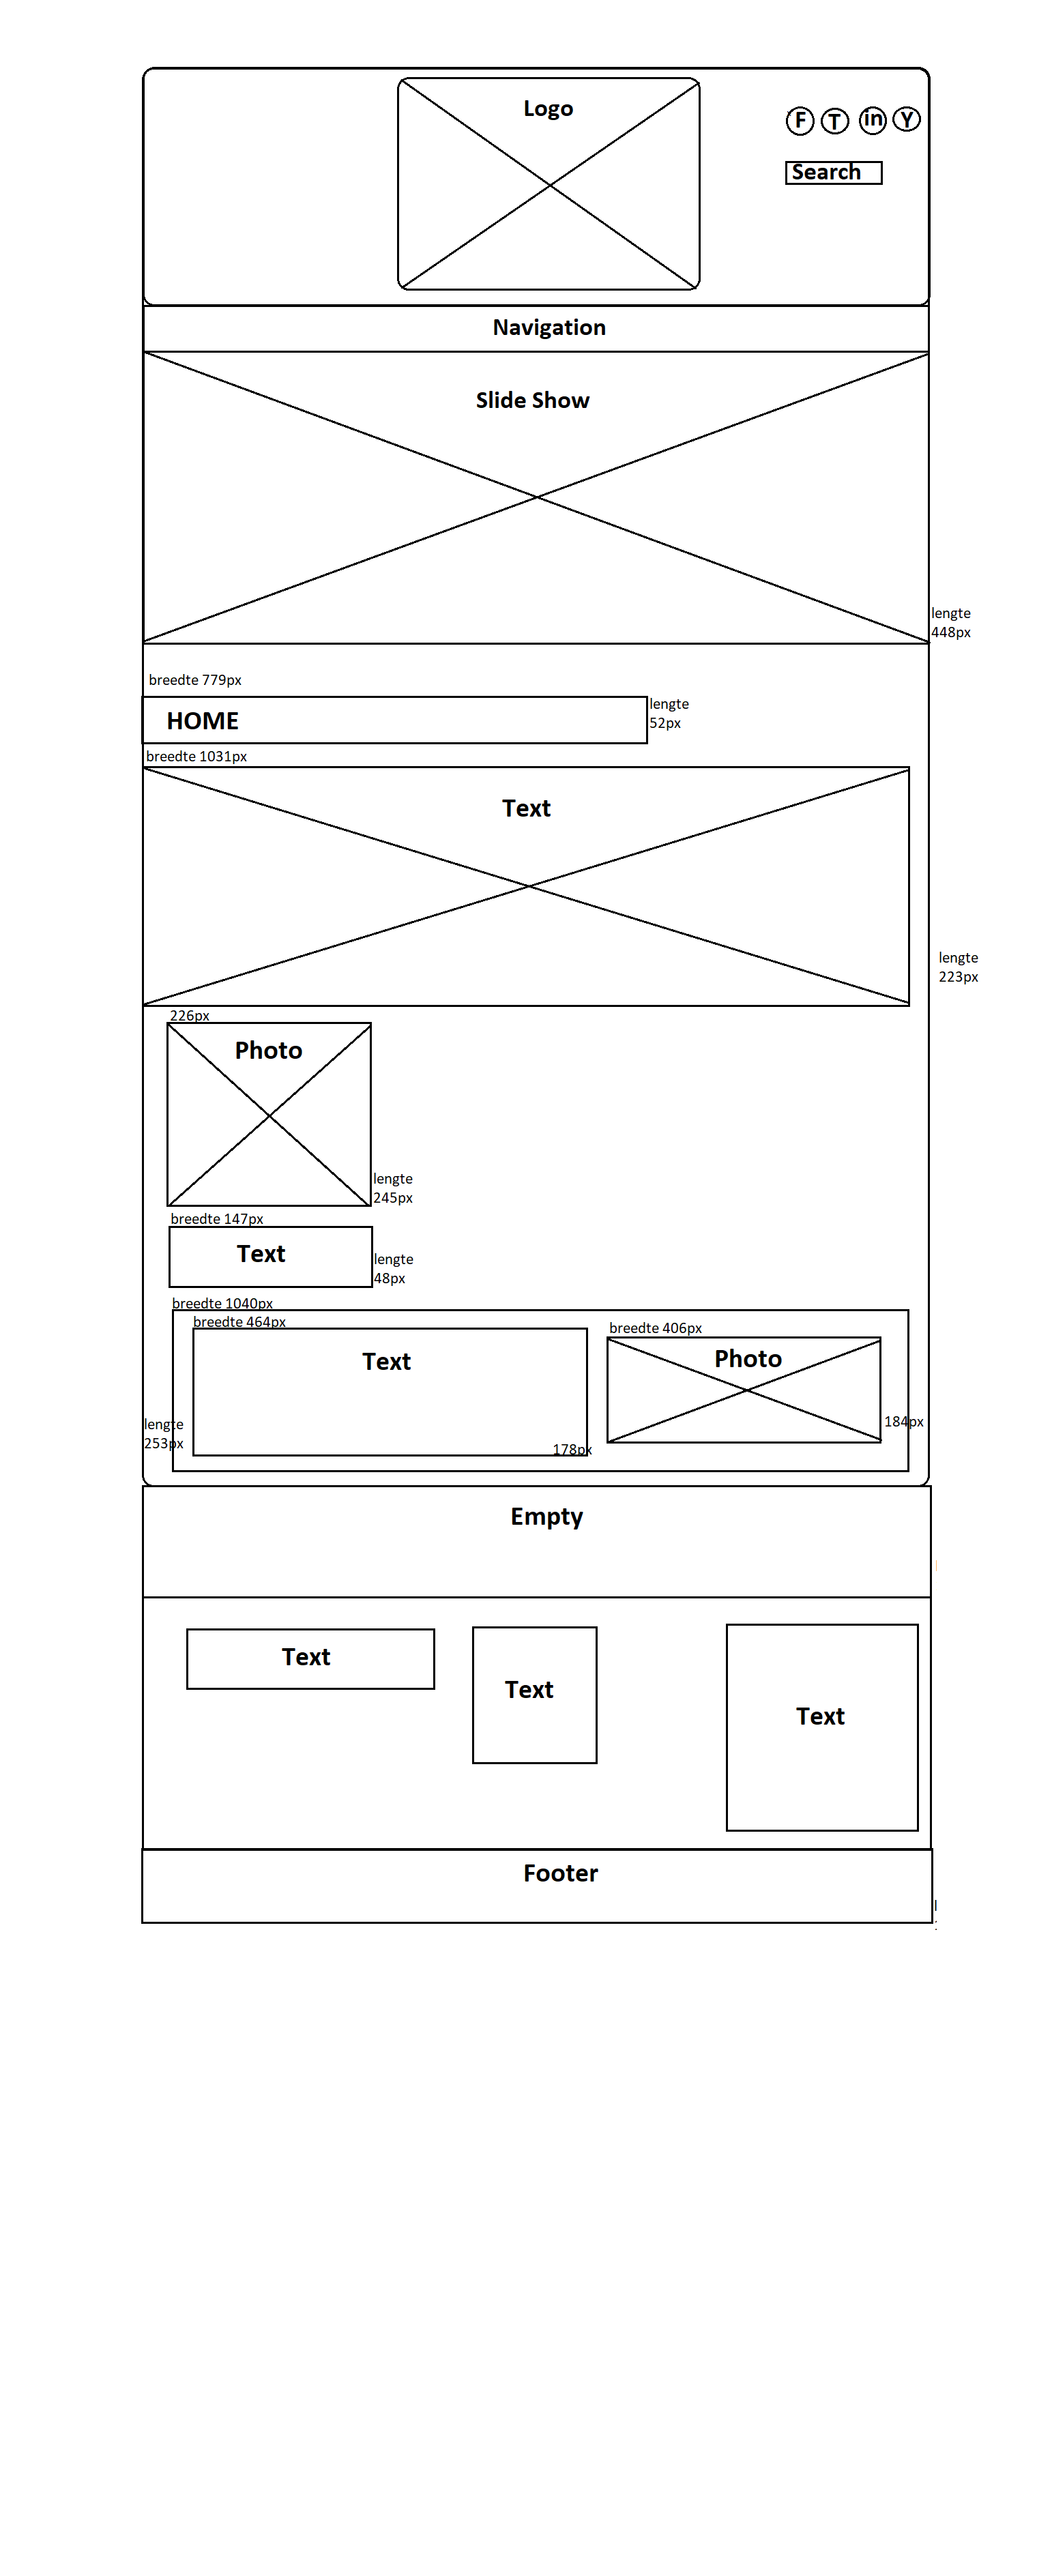 Logo
F T in Y
Search
Navigation
Slide Show
lengte
448px
breedte 779px
HOME
lengte
52px
breedte 1031px
Text
lengte
223px
226px
Photo
lengte
245px
breedte 147px
Text
lengte
48px
breedte 1040px
breedte 464px
breedte 406px
Text
Photo
lengte
253px
184px
178px
Empty
Text
Text
Text
Footer